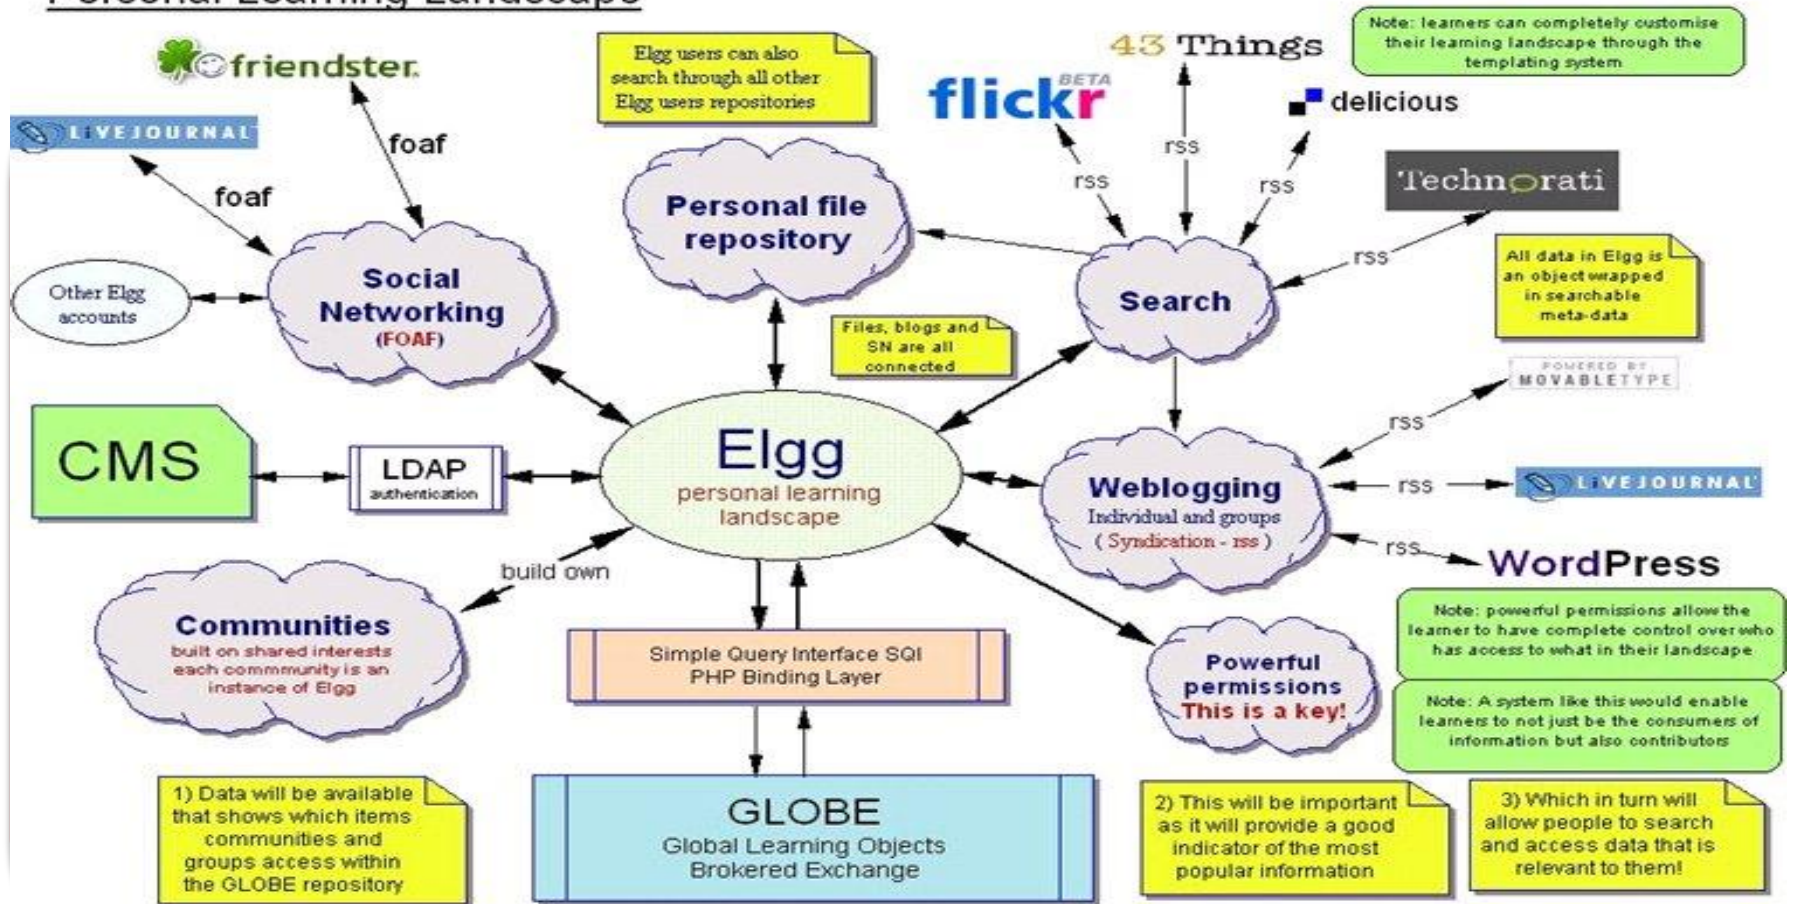 Personal Learning Landscape
friendster.
LiVEJOURNAL
foaf
foaf
Other Elgg
accounts
Social
Networking
(FOAF)
Elgg users can also
search through all other
Elgg users repositories
Personal file
repository
Files, blogs and
SN are all
connected
43 Things
flickr BETA
delicious
Technorati
rss
rss
rss
rss
Search
Note: learners can completely customise
their learning landscape through the
templating system
All data in Elgg is
an object wrapped
in searchable
meta-data
POWERED BY
MOVABLETYPE
rss
rss
LiVEJOURNAL
rss
WordPress
Weblogging
Individual and groups
( Syndication - rss )
CMS
LDAP
authentication
Elgg
personal learning
landscape
build own
Communities
built on shared interests
each commmunity is an
instance of Elgg
Simple Query Interface SQI
PHP Binding Layer
Powerful
permissions
This is a key!
Note: powerful permissions allow the
learner to have complete control over who
has access to what in their landscape
Note: A system like this would enable
learners to not just be the consumers of
information but also contributors
1) Data will be available
that shows which items
communities and
groups access within
the GLOBE repository
GLOBE
Global Learning Objects
Brokered Exchange
2) This will be important
as it will provide a good
indicator of the most
popular information
3) Which in turn will
allow people to search
and access data that is
relevant to them!